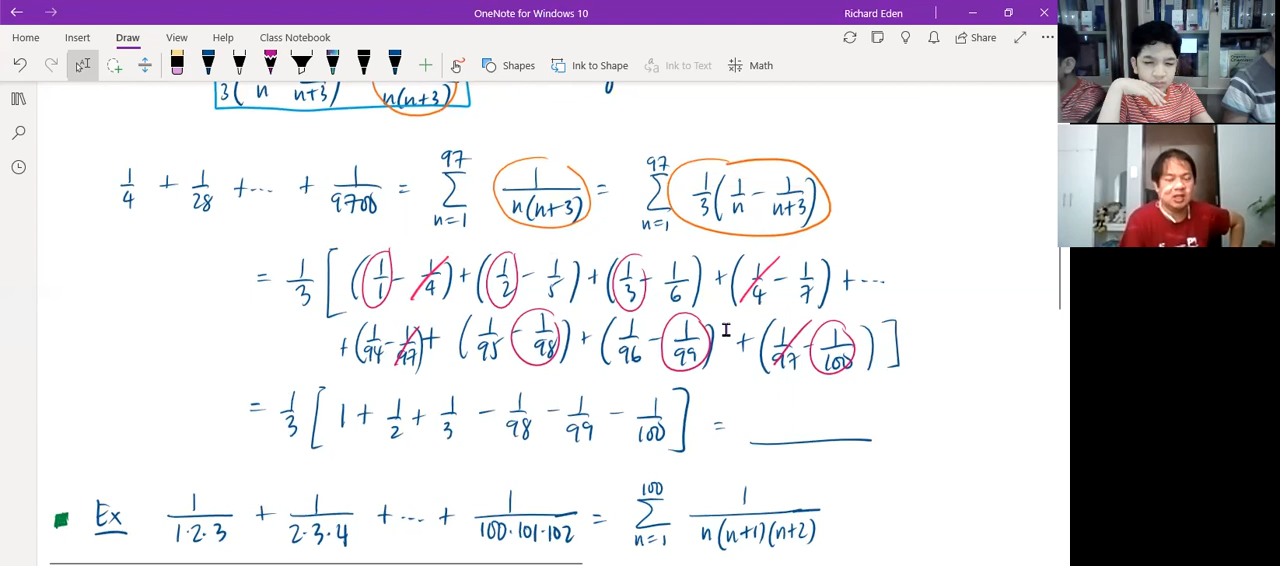 OneNote for Windows 10
Richard Eden
Home Insert Draw View Help Class Notebook
Share
Shapes Ink to Shape Ink to Text Math
3( n n+3) n(n+3)
1/4 + 1/28 + ... + 1/9700 = 97 Σ n=1 1/n(n+3) = 97 Σ n=1 1/3 (1/n − 1/n+3)
= 1/3 [ (1/1 − 1/4) + (1/2 − 1/5) + (1/3 − 1/6) + (1/4 − 1/7) + ...
+ (1/94 − 1/97) + (1/95 − 1/98) + (1/96 − 1/99) + (1/97 − 1/100) ]
= 1/3 [ 1 + 1/2 + 1/3 − 1/98 − 1/99 − 1/100 ] = ____
Ex 1/1·2·3 + 1/2·3·4 + ... + 1/100·101·102 = 100 Σ n=1 1/n(n+1)(n+2)